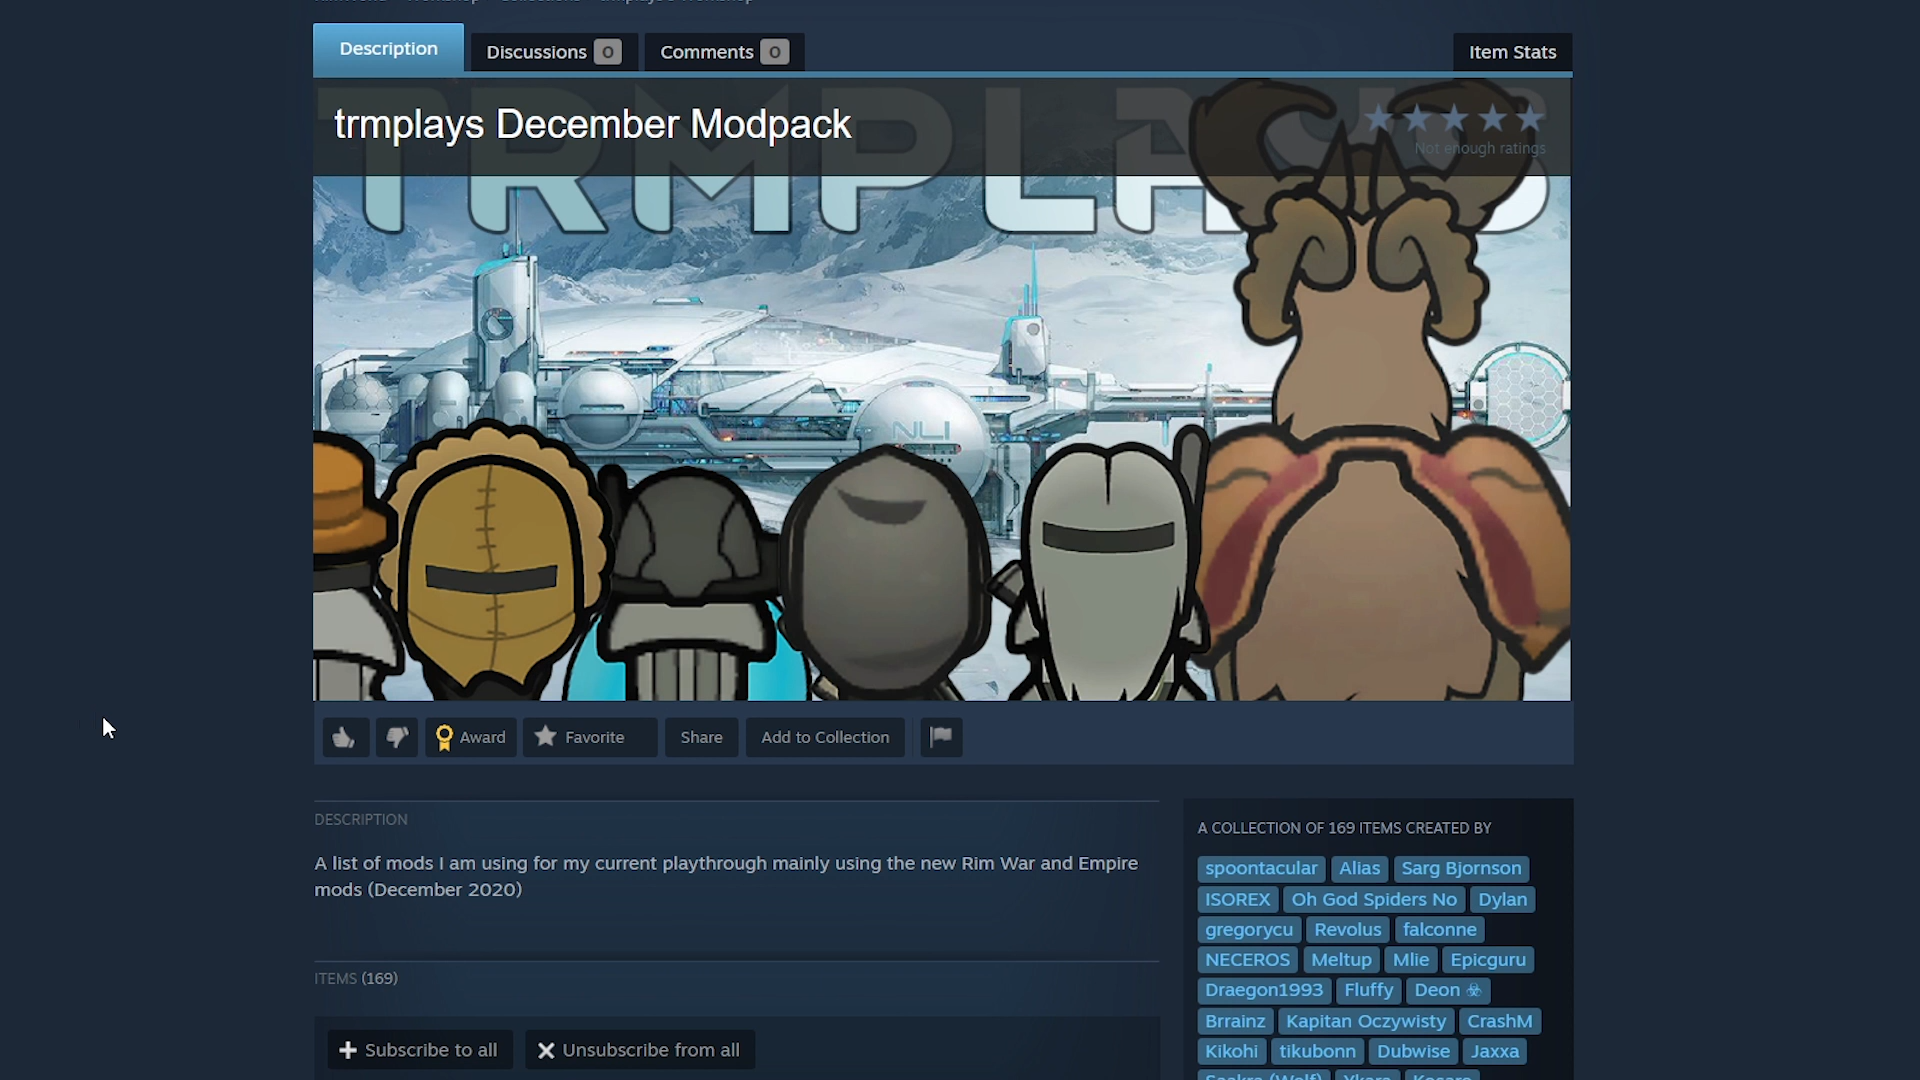 Description
Discussions 0
Comments 0
Item Stats
trmplays December Modpack
Not enough ratings
TRMPLAYS
NLI
Award
Favorite
Share
Add to Collection
DESCRIPTION
A list of mods I am using for my current playthrough mainly using the new Rim War and Empire
mods (December 2020)
ITEMS (169)
Subscribe to all
Unsubscribe from all
A COLLECTION OF 169 ITEMS CREATED BY
spoontacular Alias Sarg Bjornson
ISOREX Oh God Spiders No Dylan
gregorycu Revolus falconne
NECEROS Meltup Mlie Epicguru
Draegon1993 Fluffy Deon ☣
Brrainz Kapitan Oczywisty CrashM
Kikohi tikubonn Dubwise Jaxxa